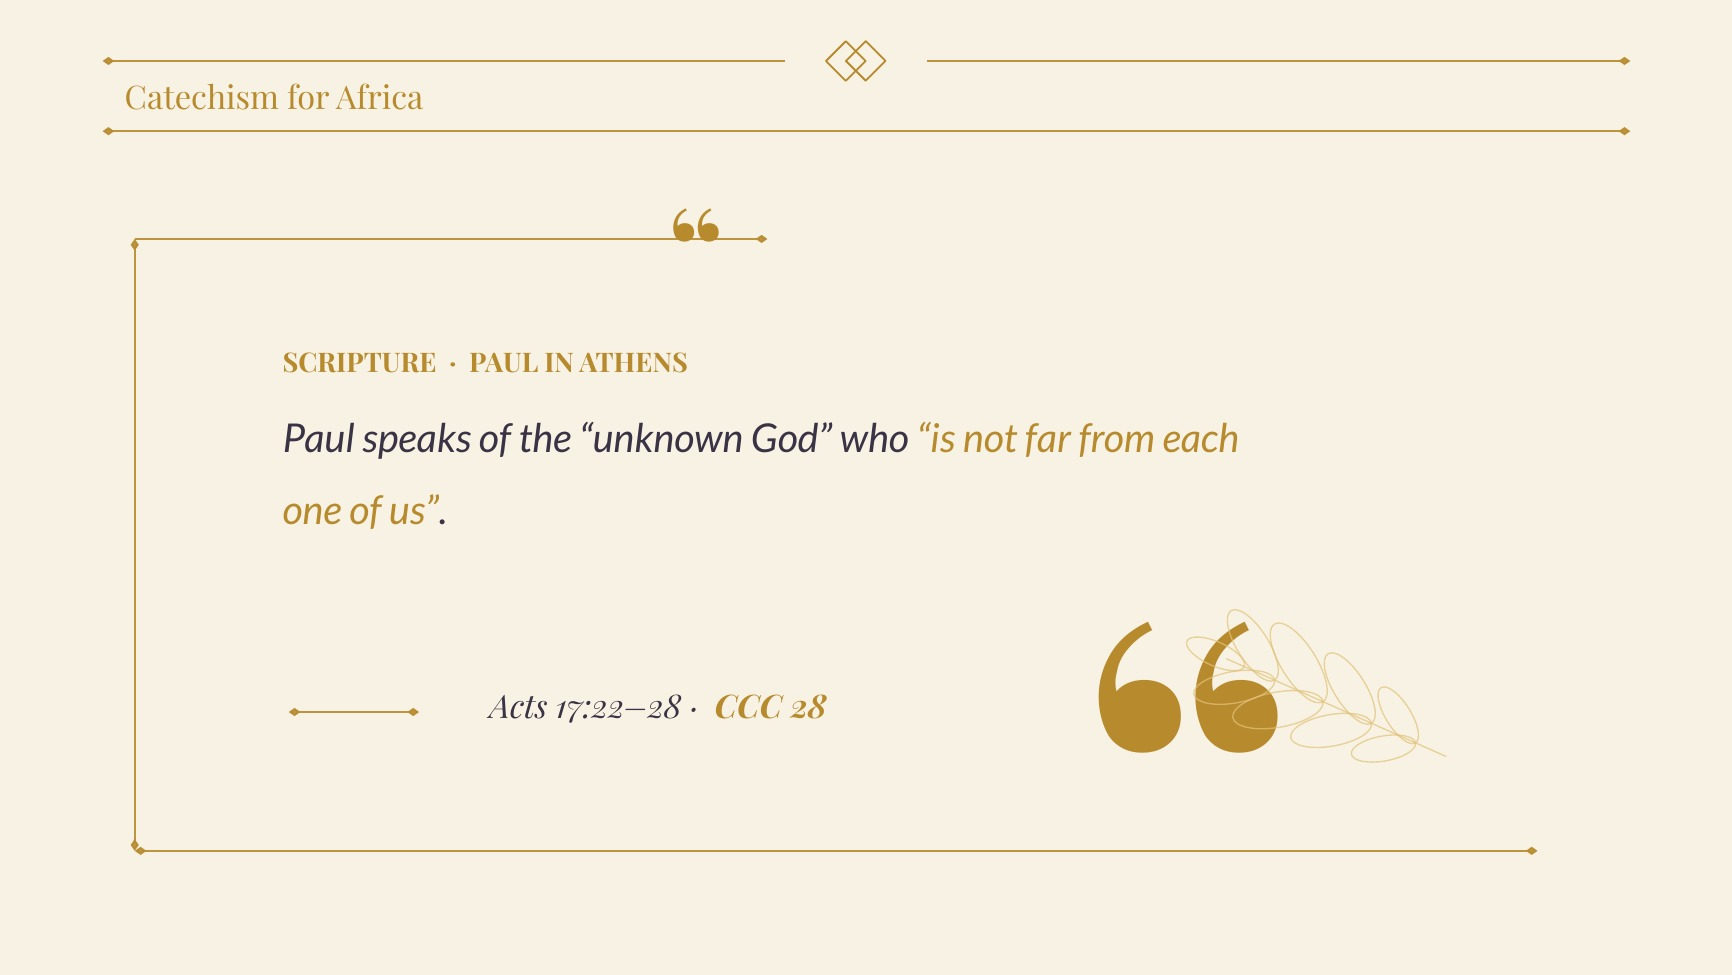 Catechism for Africa
SCRIPTURE · PAUL IN ATHENS
Paul speaks of the “unknown God” who “is not far from each
one of us”.
Acts 17:22–28 · CCC 28